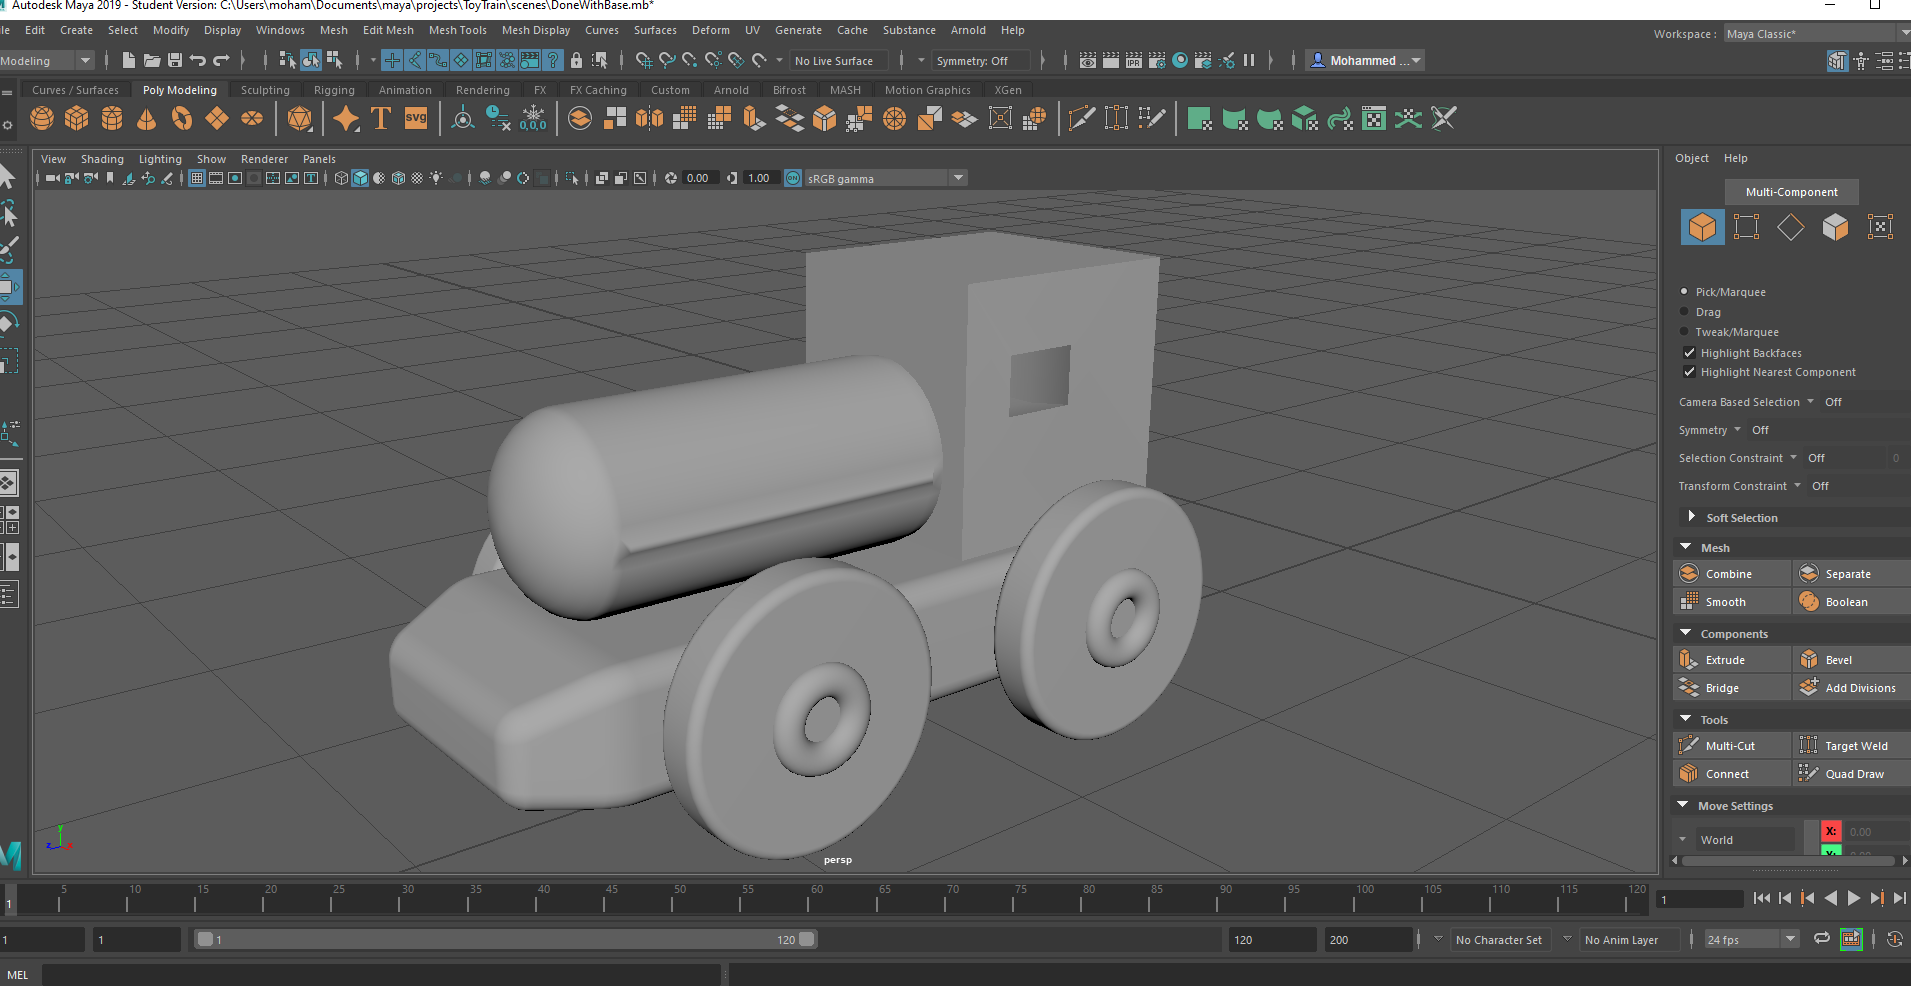 Autodesk Maya 2019 - Student Version: C:\Users\moham\Documents\maya\projects\ToyTrain\scenes\DoneWithBase.mb*
Edit Create Select Modify Display Windows Mesh Edit Mesh Mesh Tools Mesh Display Curves Surfaces Deform UV Generate Cache Substance Arnold Help
Workspace : Maya Classic*
Modeling No Live Surface Symmetry: Off Mohammed ...
Curves / Surfaces Poly Modeling Sculpting Rigging Animation Rendering FX FX Caching Custom Arnold Bifrost MASH Motion Graphics XGen
T svg 0,0,0
IPR
View Shading Lighting Show Renderer Panels
0.00 1.00 ON sRGB gamma
Object Help
Multi-Component
Pick/Marquee
Drag
Tweak/Marquee
Highlight Backfaces
Highlight Nearest Component
Camera Based Selection Off
Symmetry Off
Selection Constraint Off 0
Transform Constraint Off
Soft Selection
Mesh
Combine Separate
Smooth Boolean
Components
Extrude Bevel
Bridge Add Divisions
Tools
Multi-Cut Target Weld
Connect Quad Draw
Move Settings
World X: 0.00
y z x
persp
1 5 10 15 20 25 30 35 40 45 50 55 60 65 70 75 80 85 90 95 100 105 110 115 120
1
1 1 1 120 120 200 No Character Set No Anim Layer 24 fps
MEL